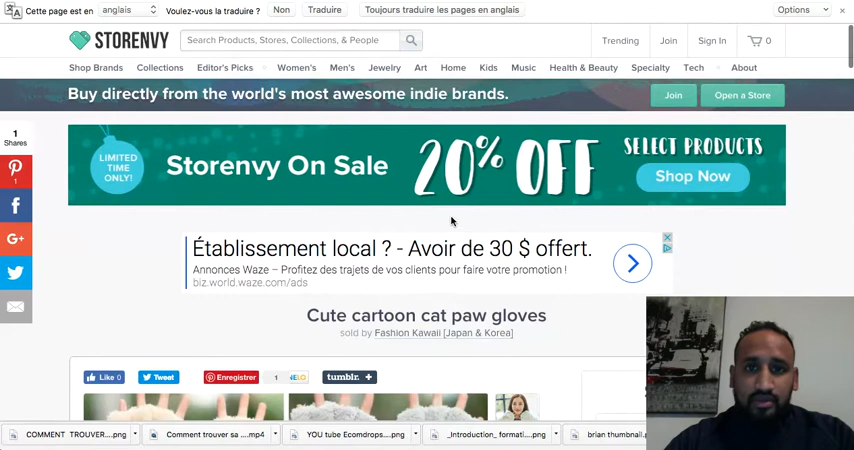 Cette page est en anglais Voulez-vous la traduire ? Non Traduire Toujours traduire les pages en anglais Options
STORENVY Search Products, Stores, Collections, & People Trending Join Sign In 0
Shop Brands Collections Editor's Picks Women's Men's Jewelry Art Home Kids Music Health & Beauty Specialty Tech About
Buy directly from the world's most awesome indie brands. Join Open a Store
1
Shares
1
LIMITED
TIME
ONLY!
Storenvy On Sale
20% OFF
SELECT PRODUCTS
Shop Now
Établissement local ? - Avoir de 30 $ offert.
Annonces Waze – Profitez des trajets de vos clients pour faire votre promotion !
biz.world.waze.com/ads
Cute cartoon cat paw gloves
sold by Fashion Kawaii [Japan & Korea]
Like 0 Tweet Enregistrer 1 tumblr. +
COMMENT TROUVER....png Comment trouver sa ....mp4 YOU tube Ecomdrops....png _Introduction_ formati....png brian thumbnail.p